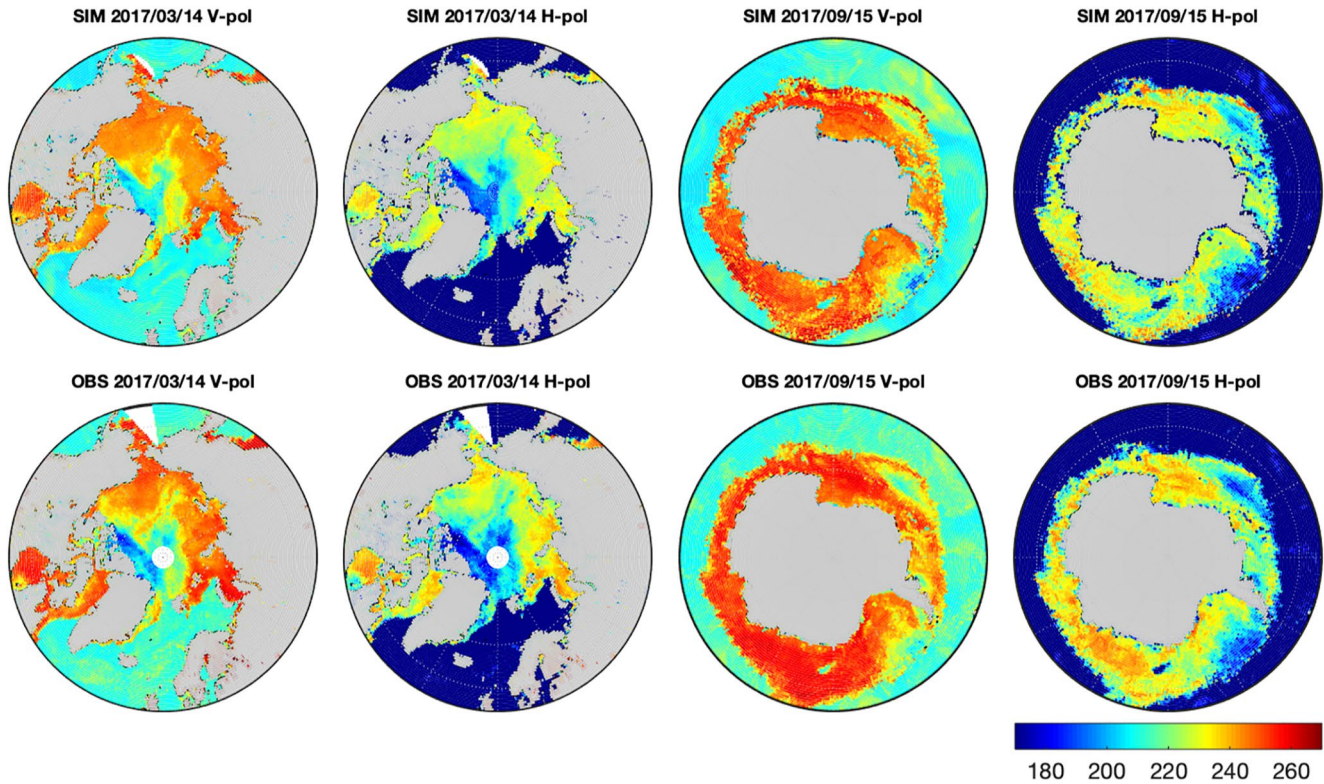 SIM 2017/03/14 V-pol
SIM 2017/03/14 H-pol
SIM 2017/09/15 V-pol
SIM 2017/09/15 H-pol
OBS 2017/03/14 V-pol
OBS 2017/03/14 H-pol
OBS 2017/09/15 V-pol
OBS 2017/09/15 H-pol
180 200 220 240 260